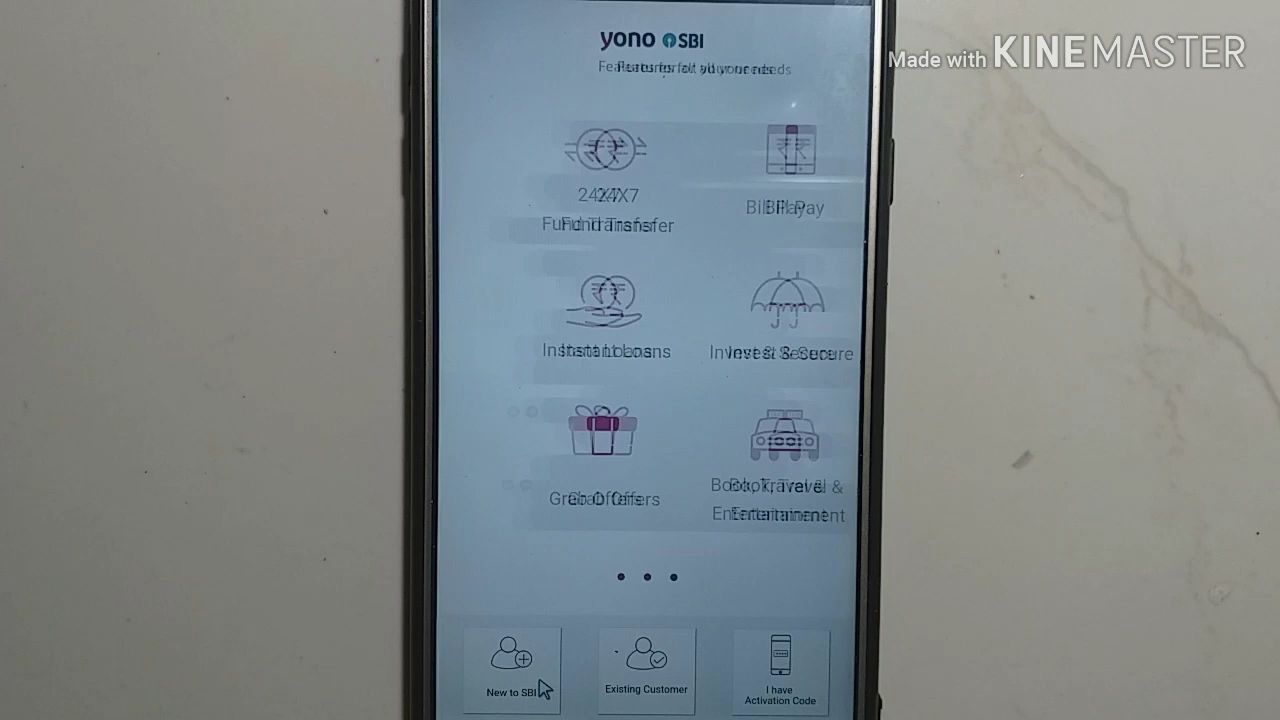 yono SBI
Made with KINEMASTER
Features for all your needs
24X7
Fund Transfer
Bill Pay
Instant Loans
Invest & Secure
Grab Offers
Book, Travel &
Entertainment
New to SBI
Existing Customer
I have
Activation Code